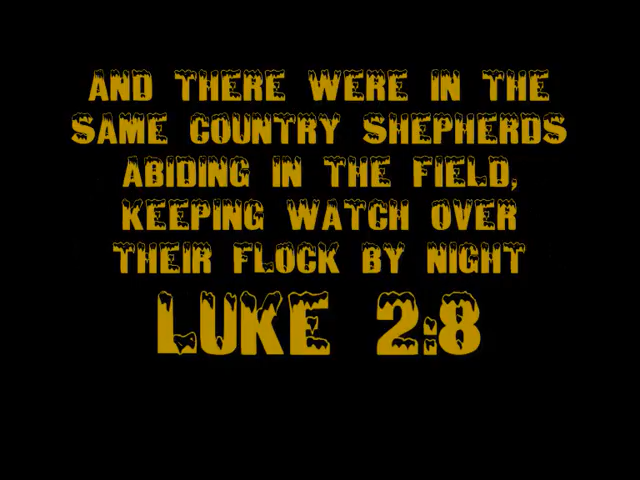 AND THERE WERE IN THE
SAME COUNTRY SHEPHERDS
ABIDING IN THE FIELD,
KEEPING WATCH OVER
THEIR FLOCK BY NIGHT
LUKE 2:8